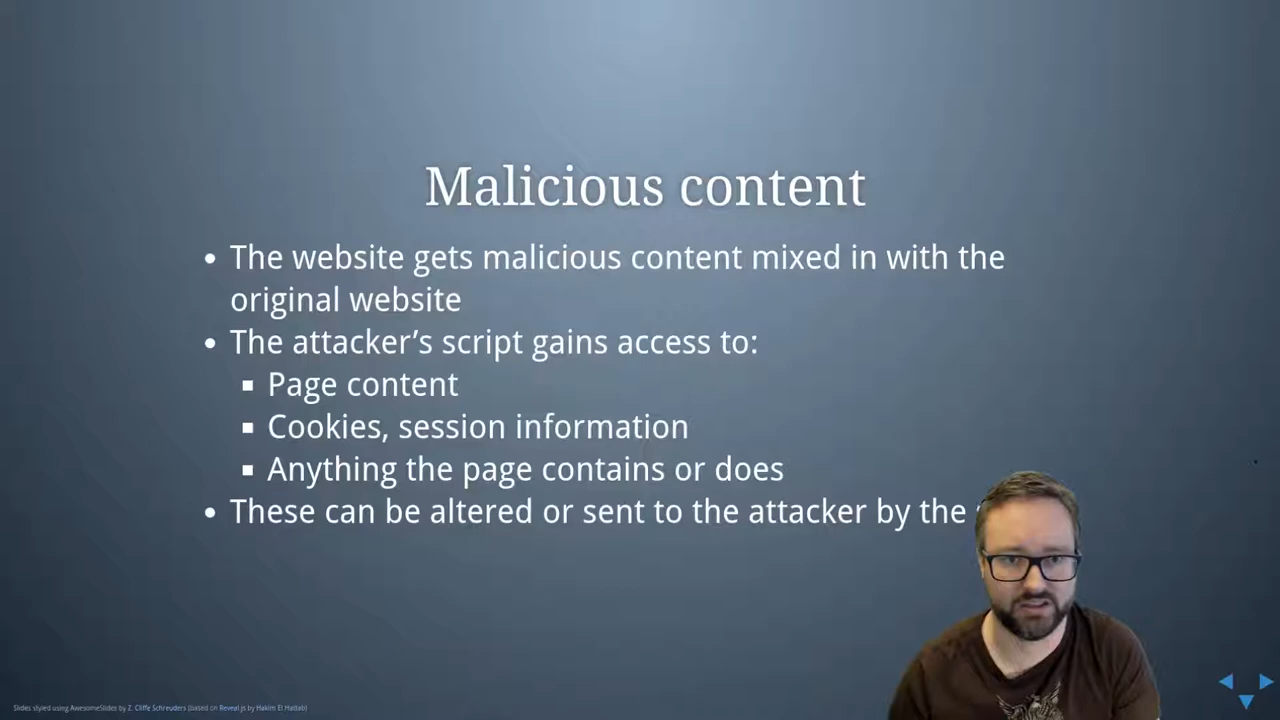 Malicious content
• The website gets malicious content mixed in with the
original website
• The attacker’s script gains access to:
▪ Page content
▪ Cookies, session information
▪ Anything the page contains or does
• These can be altered or sent to the attacker by the
Slides styled using AwesomeSlides by Z. Cliffe Schreuders (based on Reveal.js by Hakim El Hattab)